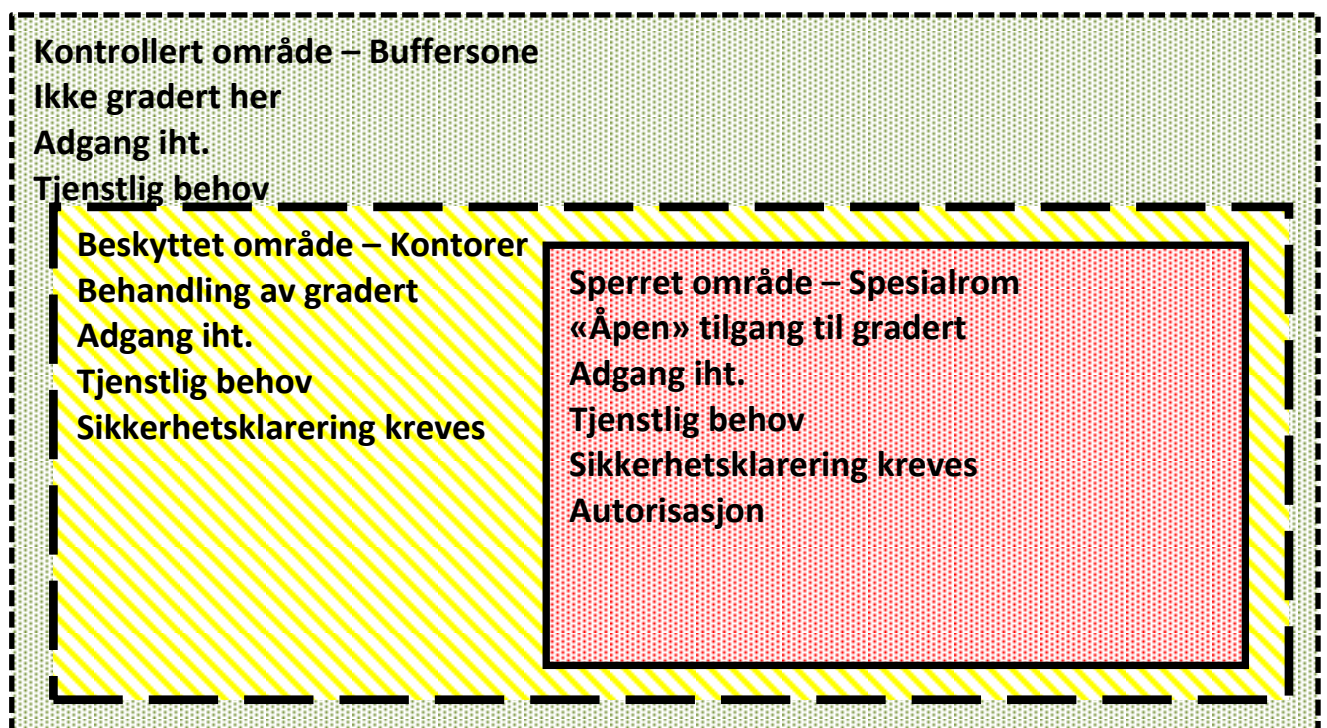 Kontrollert område – Buffersone
Ikke gradert her
Adgang iht.
Tjenstlig behov
Beskyttet område – Kontorer
Behandling av gradert
Adgang iht.
Tjenstlig behov
Sikkerhetsklarering kreves
Sperret område – Spesialrom
«Åpen» tilgang til gradert
Adgang iht.
Tjenstlig behov
Sikkerhetsklarering kreves
Autorisasjon